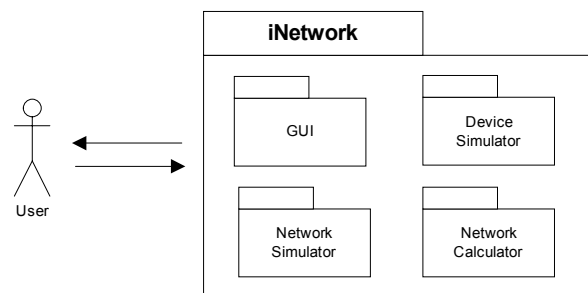 iNetwork
GUI
Device
Simulator
User
Network
Simulator
Network
Calculator